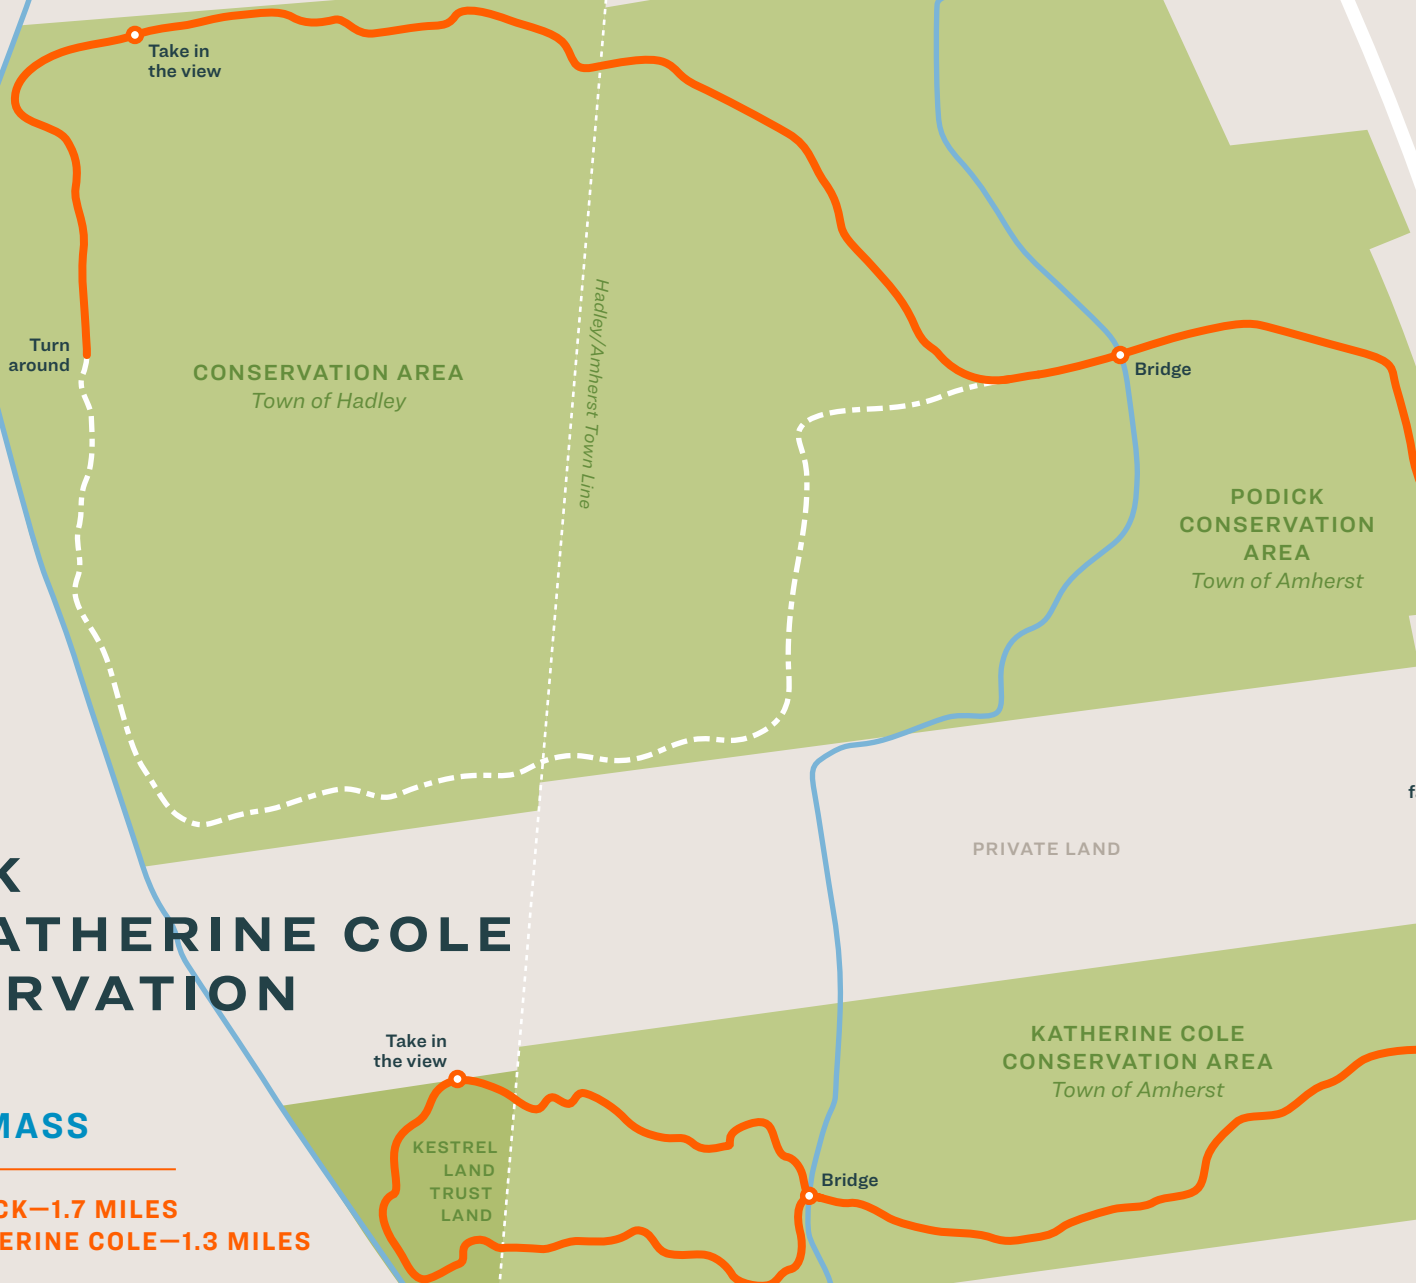 Take in
the view
Turn
around
CONSERVATION AREA
Town of Hadley
Hadley/Amherst Town Line
Bridge
PODICK
CONSERVATION
AREA
Town of Amherst
PRIVATE LAND
K
ATHERINE COLE
RVATION
MASS
CK—1.7 MILES
ERINE COLE—1.3 MILES
Take in
the view
KESTREL
LAND
TRUST
LAND
Bridge
KATHERINE COLE
CONSERVATION AREA
Town of Amherst